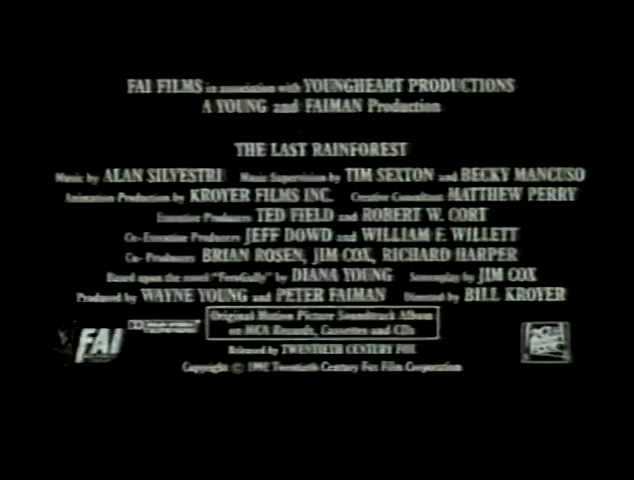 FAI FILMS in association with YOUNGHEART PRODUCTIONS
A YOUNG and FAIMAN Production
THE LAST RAINFOREST
Music by ALAN SILVESTRI Music Supervision by TIM SEXTON and BECKY MANCUSO
Animation Production by KROYER FILMS INC. Creative Consultant MATTHEW PERRY
Executive Producers TED FIELD and ROBERT W. CORT
Co-Executive Producers JEFF DOWD and WILLIAM F. WILLETT
Co-Producers BRIAN ROSEN, JIM COX, RICHARD HARPER
Based upon the novel "FernGully" by DIANA YOUNG Screenplay by JIM COX
Produced by WAYNE YOUNG and PETER FAIMAN Directed by BILL KROYER
Original Motion Picture Soundtrack Album
on MCA Records, Cassettes and CDs
FAI
Released by TWENTIETH CENTURY FOX
Copyright © 1992 Twentieth Century Fox Film Corporation